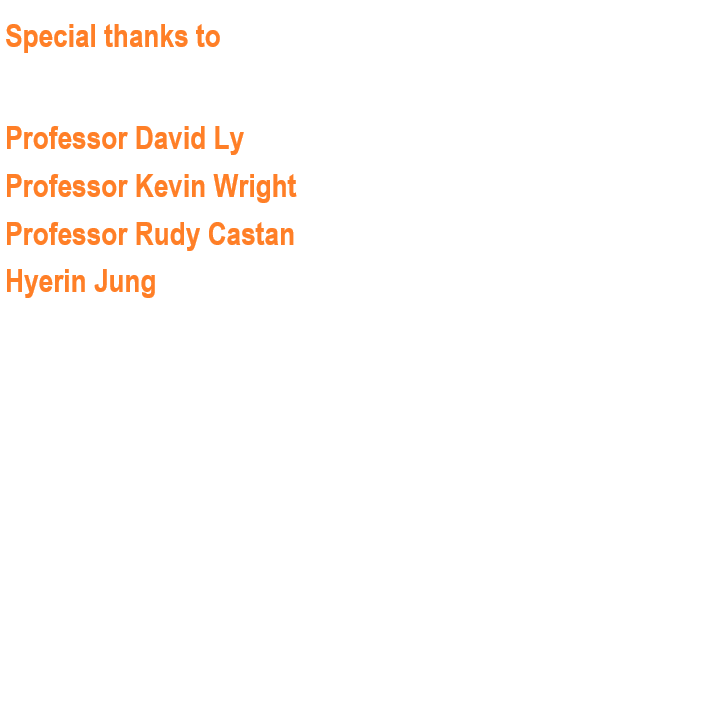 Special thanks to
Professor David Ly
Professor Kevin Wright
Professor Rudy Castan
Hyerin Jung